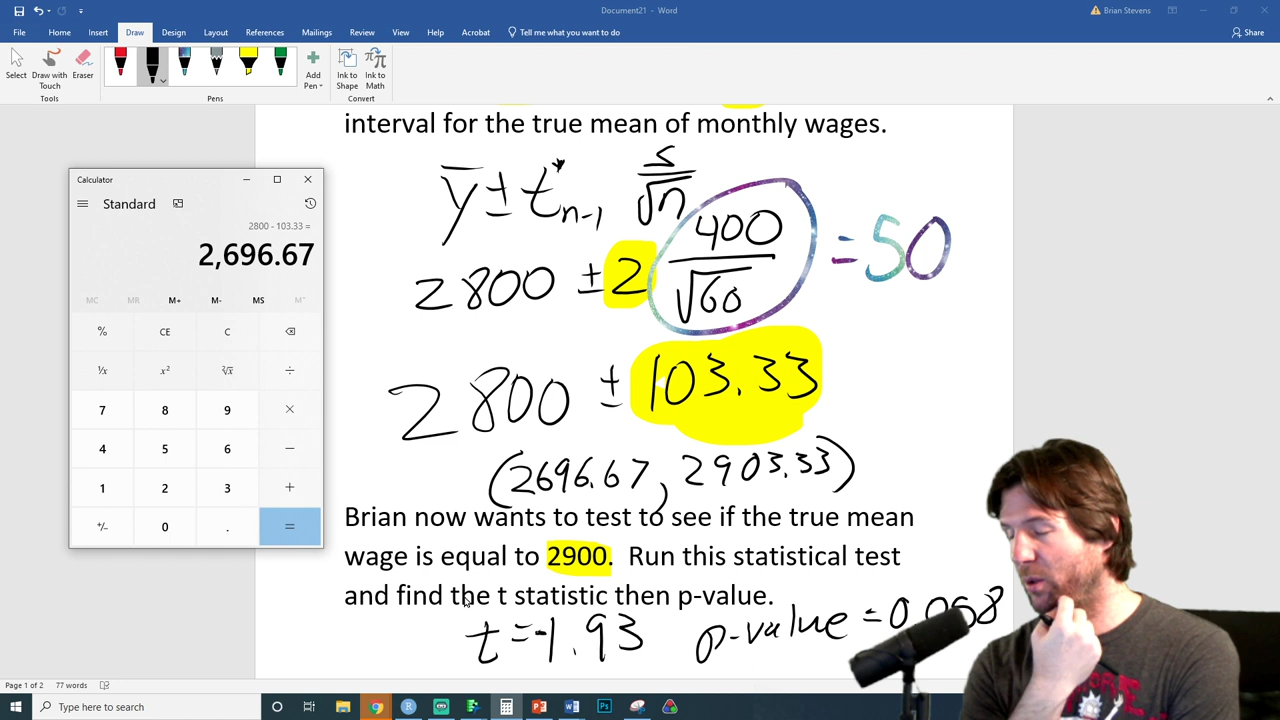 Document21 - Word
Brian Stevens
File Home Insert Draw Design Layout References Mailings Review View Help Acrobat Tell me what you want to do Share
Select Draw with Touch Eraser Add Pen Ink to Shape Ink to Math
Tools Pens Convert
interval for the true mean of monthly wages.
ȳ ± t*n-1 s/√n
2800 ± 2 400/√60 = 50
2800 ± 103.33
(2696.67, 2903.33)
Brian now wants to test to see if the true mean
wage is equal to 2900. Run this statistical test
and find the t statistic then p-value.
t = -1.93 p-value = 0.058
Calculator
Standard
2800 - 103.33 =
2,696.67
MC MR M+ M- MS M˅
% CE C
¹/x x² ²√x ÷
7 8 9 ×
4 5 6 −
1 2 3 +
+/− 0 . =
Page 1 of 2 77 words
Type here to search